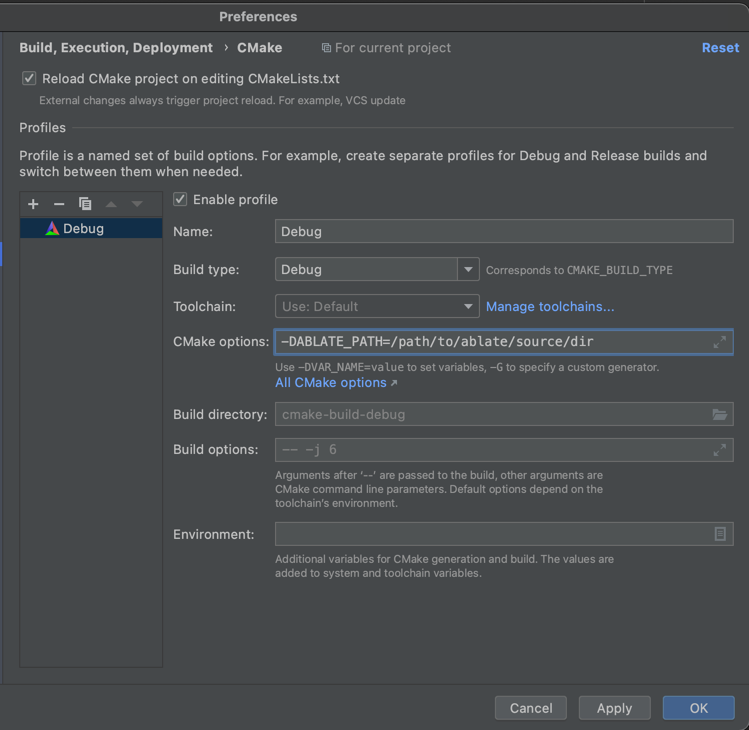 Preferences
Build, Execution, Deployment › CMake For current project Reset
Reload CMake project on editing CMakeLists.txt
External changes always trigger project reload. For example, VCS update
Profiles
Profile is a named set of build options. For example, create separate profiles for Debug and Release builds and
switch between them when needed.
Enable profile
Debug
Name: Debug
Build type: Debug Corresponds to CMAKE_BUILD_TYPE
Toolchain: Use: Default Manage toolchains...
CMake options: -DABLATE_PATH=/path/to/ablate/source/dir
Use -DVAR_NAME=value to set variables, -G to specify a custom generator.
All CMake options ↗
Build directory: cmake-build-debug
Build options: -- -j 6
Arguments after '--' are passed to the build, other arguments are
CMake command line parameters. Default options depend on the
toolchain's environment.
Environment:
Additional variables for CMake generation and build. The values are
added to system and toolchain variables.
Cancel Apply OK